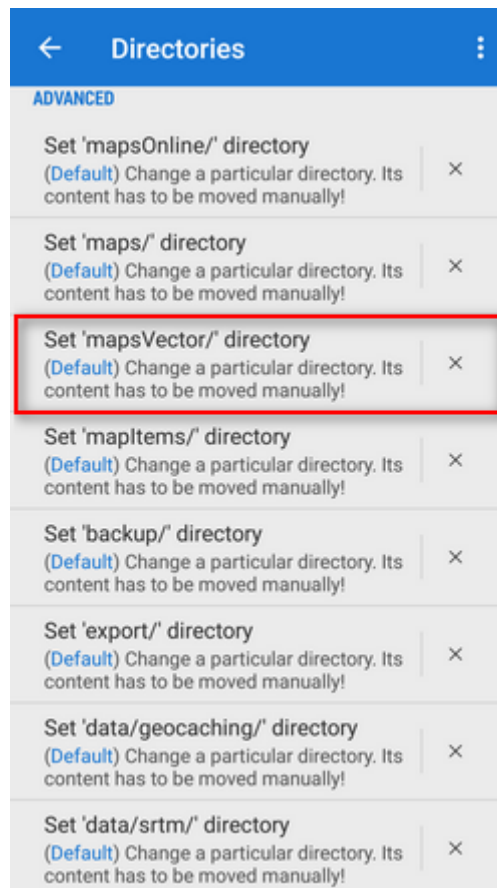 Directories
ADVANCED
Set 'mapsOnline/' directory
(Default) Change a particular directory. Its
content has to be moved manually!
Set 'maps/' directory
(Default) Change a particular directory. Its
content has to be moved manually!
Set 'mapsVector/' directory
(Default) Change a particular directory. Its
content has to be moved manually!
Set 'mapItems/' directory
(Default) Change a particular directory. Its
content has to be moved manually!
Set 'backup/' directory
(Default) Change a particular directory. Its
content has to be moved manually!
Set 'export/' directory
(Default) Change a particular directory. Its
content has to be moved manually!
Set 'data/geocaching/' directory
(Default) Change a particular directory. Its
content has to be moved manually!
Set 'data/srtm/' directory
(Default) Change a particular directory. Its
content has to be moved manually!